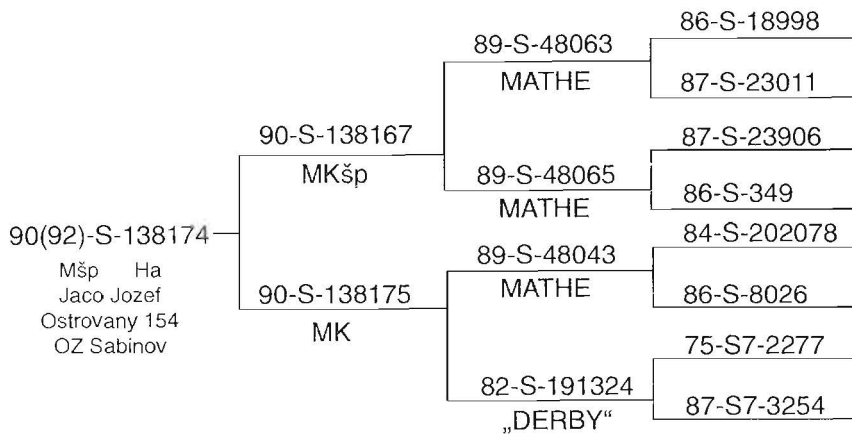 86-S-18998
89-S-48063
MATHE
87-S-23011
90-S-138167
MKšp
87-S-23906
89-S-48065
MATHE
86-S-349
90(92)-S-138174
Mšp Ha
Jaco Jozef
Ostrovany 154
OZ Sabinov
84-S-202078
89-S-48043
MATHE
86-S-8026
90-S-138175
MK
75-S7-2277
82-S-191324
„DERBY“
87-S7-3254